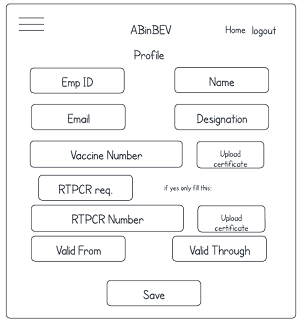 ABinBEV Home logout
Profile
Emp ID Name
Email Designation
Vaccine Number Upload
certificate
RTPCR req. if yes only fill this:
RTPCR Number Upload
certificate
Valid From Valid Through
Save